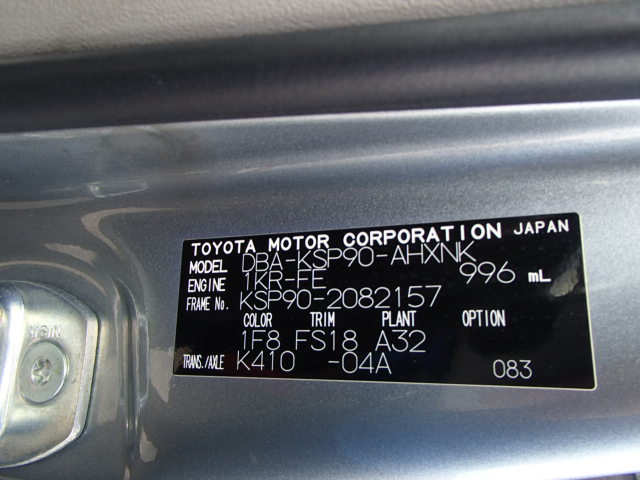 TOYOTA MOTOR CORPORATION JAPAN
MODEL DBA-KSP90-AHXNK
ENGINE 1KR-FE 996 mL
FRAME No. KSP90-2082157
COLOR TRIM PLANT OPTION
1F8 FS18 A32
TRANS./AXLE K410 -04A 083